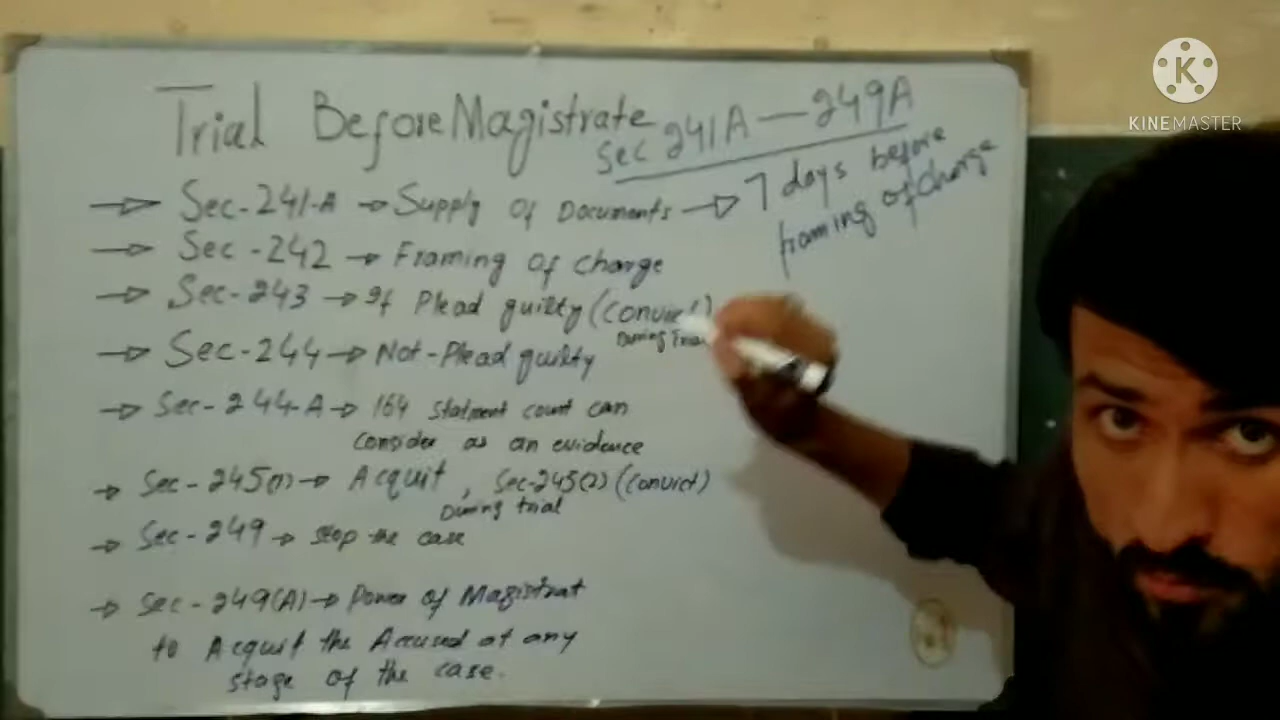 Trial Before Magistrate
Sec 241A — 249A
Sec-241-A → Supply of Documents → 7 days before
framing of charge
Sec-242 → Framing of charge
Sec-243 → If Plead guilty (Convict)
During Trial
Sec-244 → Not-Plead guilty
Sec-244-A → 164 statment court can
consider as an evidence
Sec-245(1) → Acquit, Sec-245(2) (Convict)
During trial
Sec-249 → Stop the case
Sec-249(A) → Power of Magistrat
to Acquit the Accused at any
stage of the case.
K
KINEMASTER